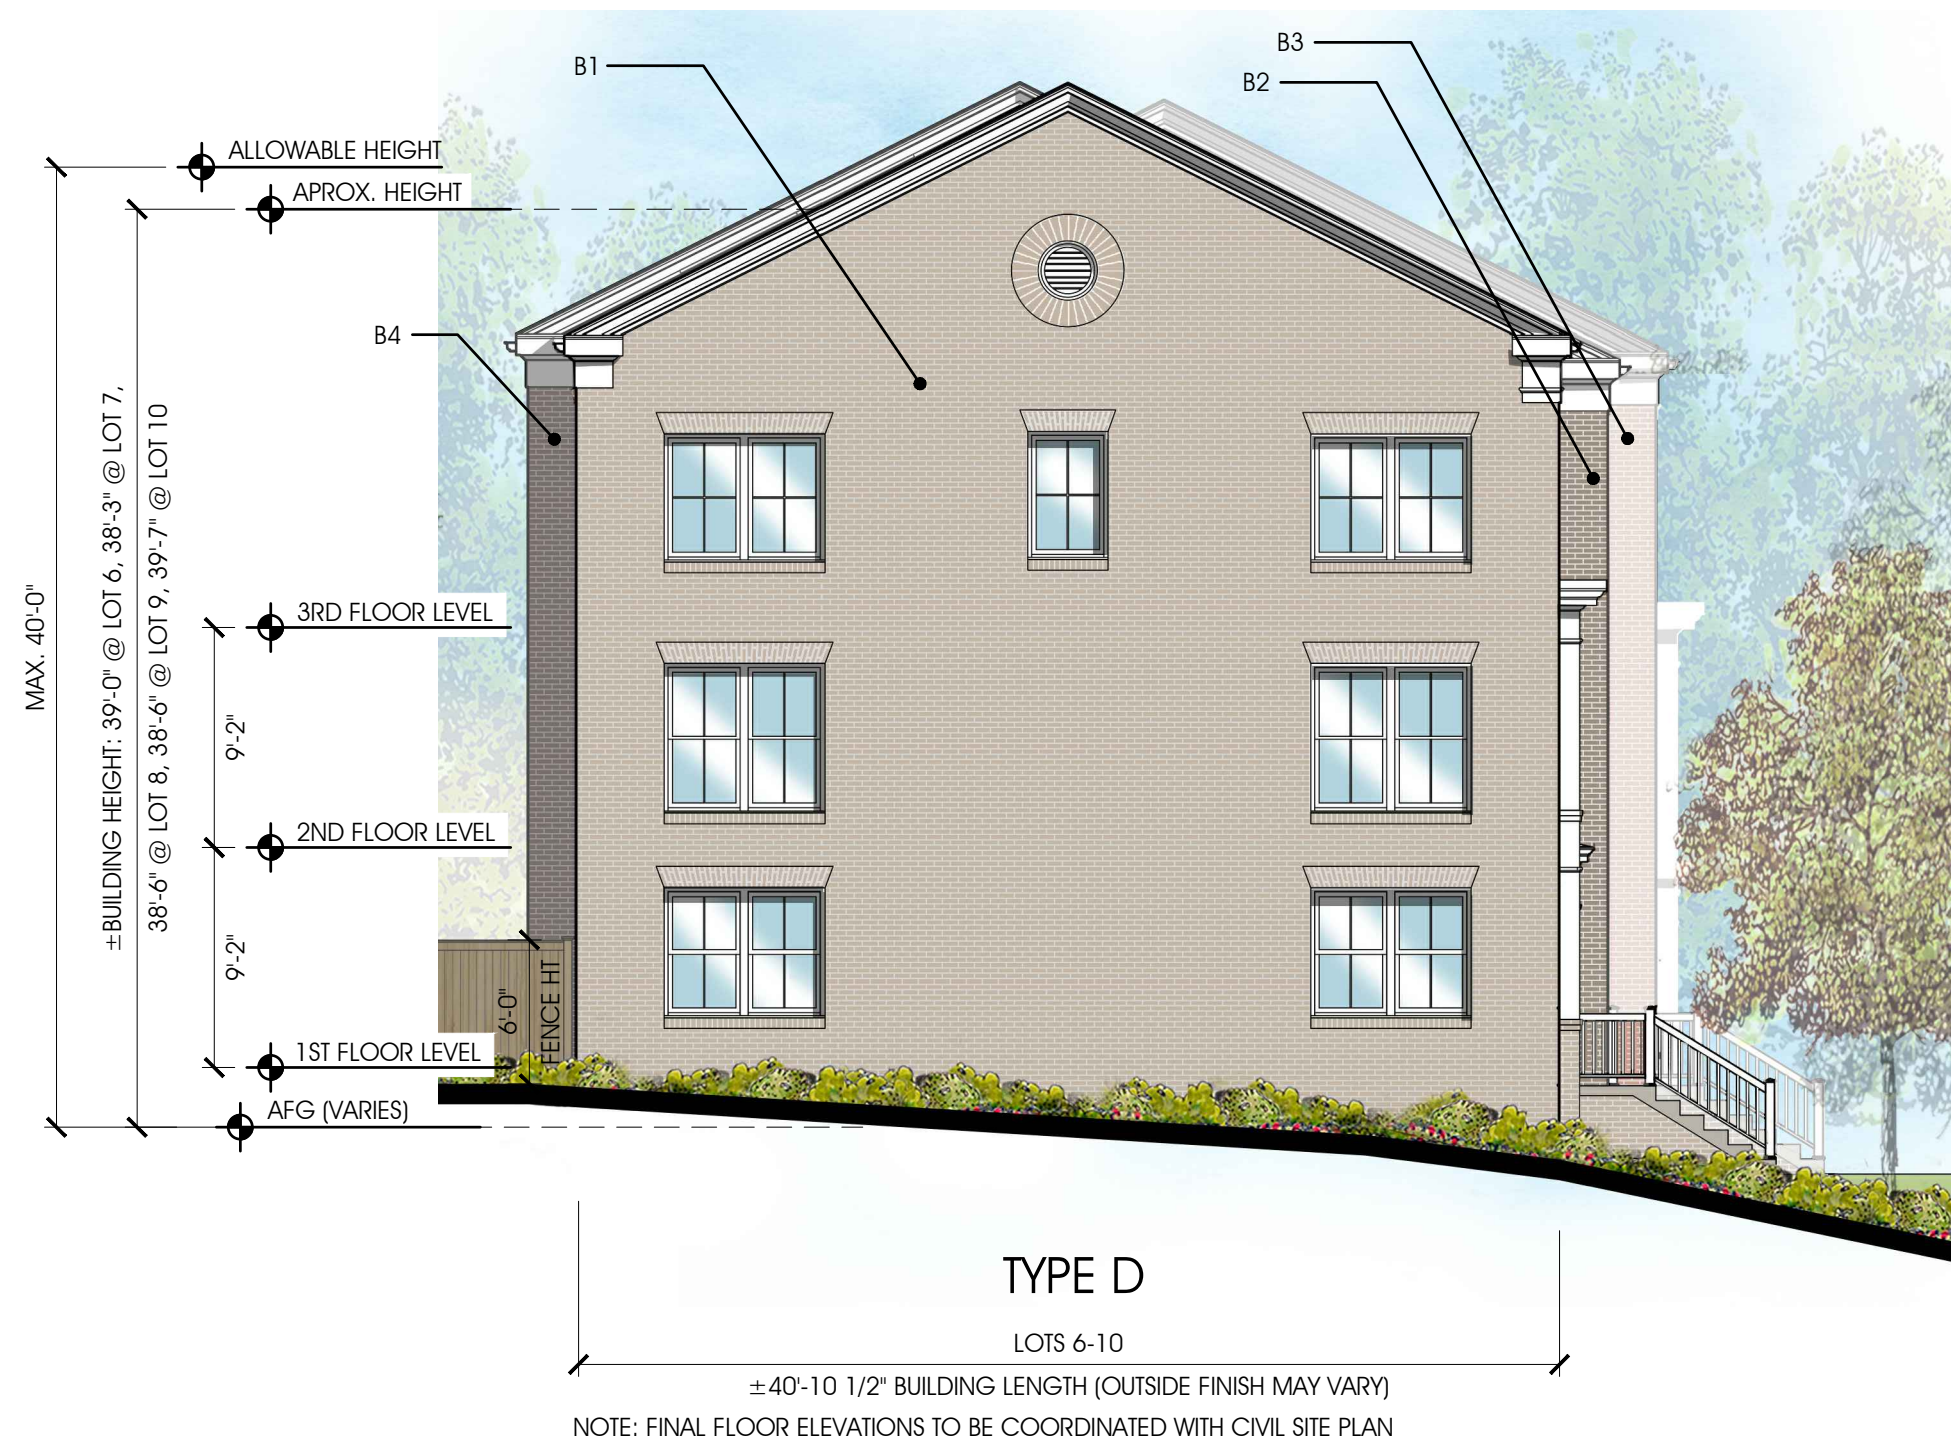 B3
B1
B2
ALLOWABLE HEIGHT
APROX. HEIGHT
B4
MAX. 40'-0"
±BUILDING HEIGHT: 39'-0" @ LOT 6, 38'-3" @ LOT 7,
38'-6" @ LOT 8, 38'-6" @ LOT 9, 39'-7" @ LOT 10
3RD FLOOR LEVEL
9'-2"
2ND FLOOR LEVEL
9'-2"
6'-0"
FENCE HT
1ST FLOOR LEVEL
AFG (VARIES)
TYPE D
LOTS 6-10
±40'-10 1/2" BUILDING LENGTH (OUTSIDE FINISH MAY VARY)
NOTE: FINAL FLOOR ELEVATIONS TO BE COORDINATED WITH CIVIL SITE PLAN